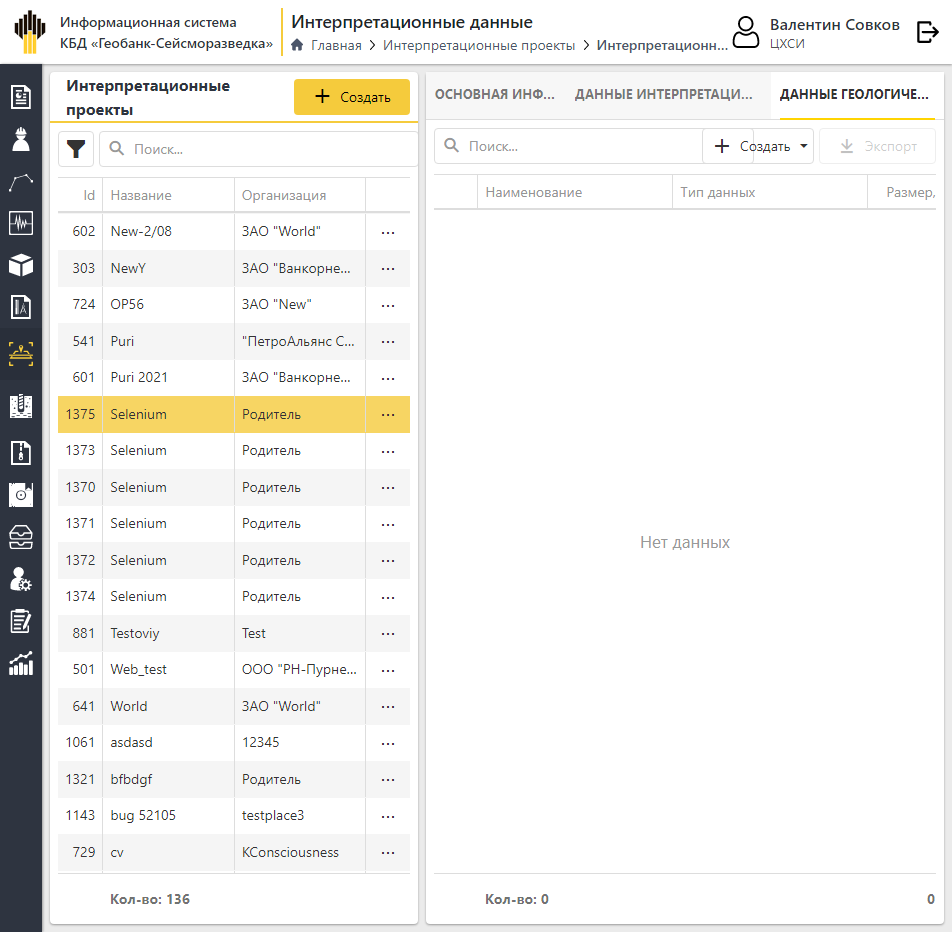 Информационная система
КБД «Геобанк-Сейсморазведка»
Интерпретационные данные
Главная > Интерпретационные проекты > Интерпретационн...
Валентин Совков
ЦХСИ
Интерпретационные
проекты
+ Создать
Поиск...
Id Название Организация
602 New-2/08 ЗАО "World" ...
303 NewY ЗАО "Ванкорне... ...
724 OP56 ЗАО "New" ...
541 Puri "ПетроАльянс С... ...
601 Puri 2021 ЗАО "Ванкорне... ...
1375 Selenium Родитель ...
1373 Selenium Родитель ...
1370 Selenium Родитель ...
1371 Selenium Родитель ...
1372 Selenium Родитель ...
1374 Selenium Родитель ...
881 Testoviy Test ...
501 Web_test ООО "РН-Пурне... ...
641 World ЗАО "World" ...
1061 asdasd 12345 ...
1321 bfbdgf Родитель ...
1143 bug 52105 testplace3 ...
729 cv KConsciousness ...
Кол-во: 136
ОСНОВНАЯ ИНФ... ДАННЫЕ ИНТЕРПРЕТАЦИ... ДАННЫЕ ГЕОЛОГИЧЕ...
Поиск... + Создать Экспорт
Наименование Тип данных Размер,
Нет данных
Кол-во: 0 0